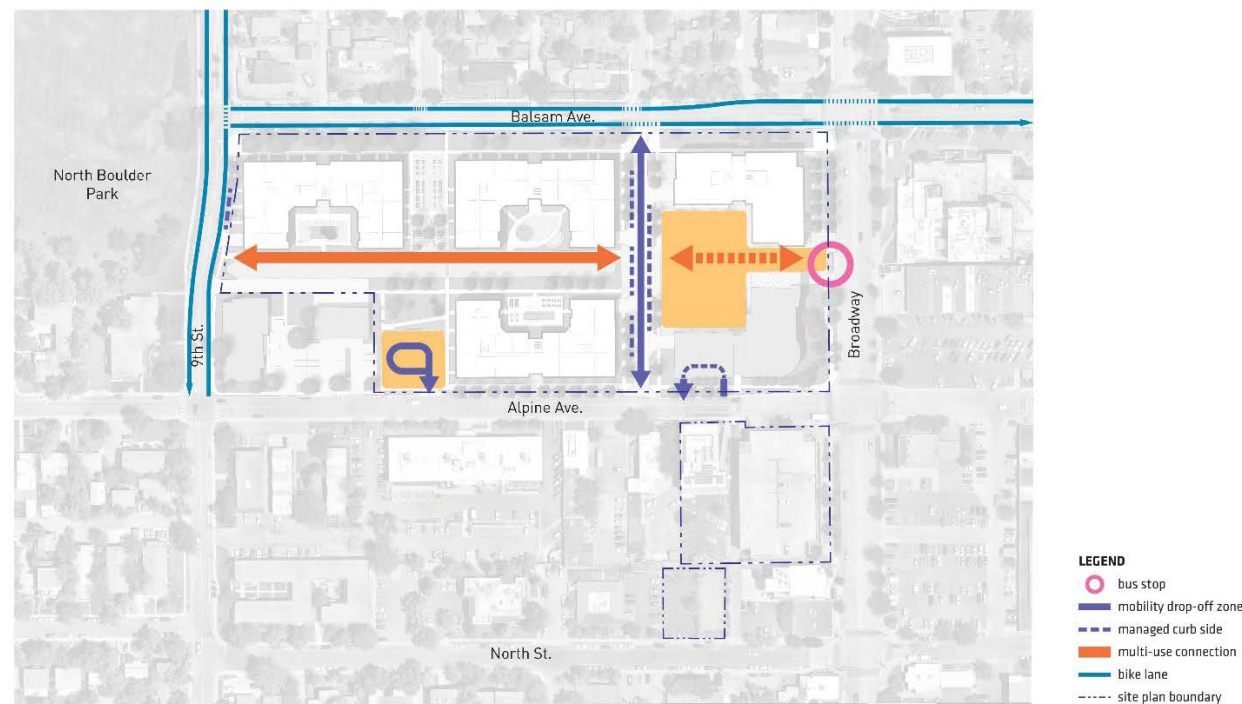 Balsam Ave.
North Boulder
Park
9th St.
Broadway
Alpine Ave.
North St.
LEGEND
bus stop
mobility drop-off zone
managed curb side
multi-use connection
bike lane
site plan boundary